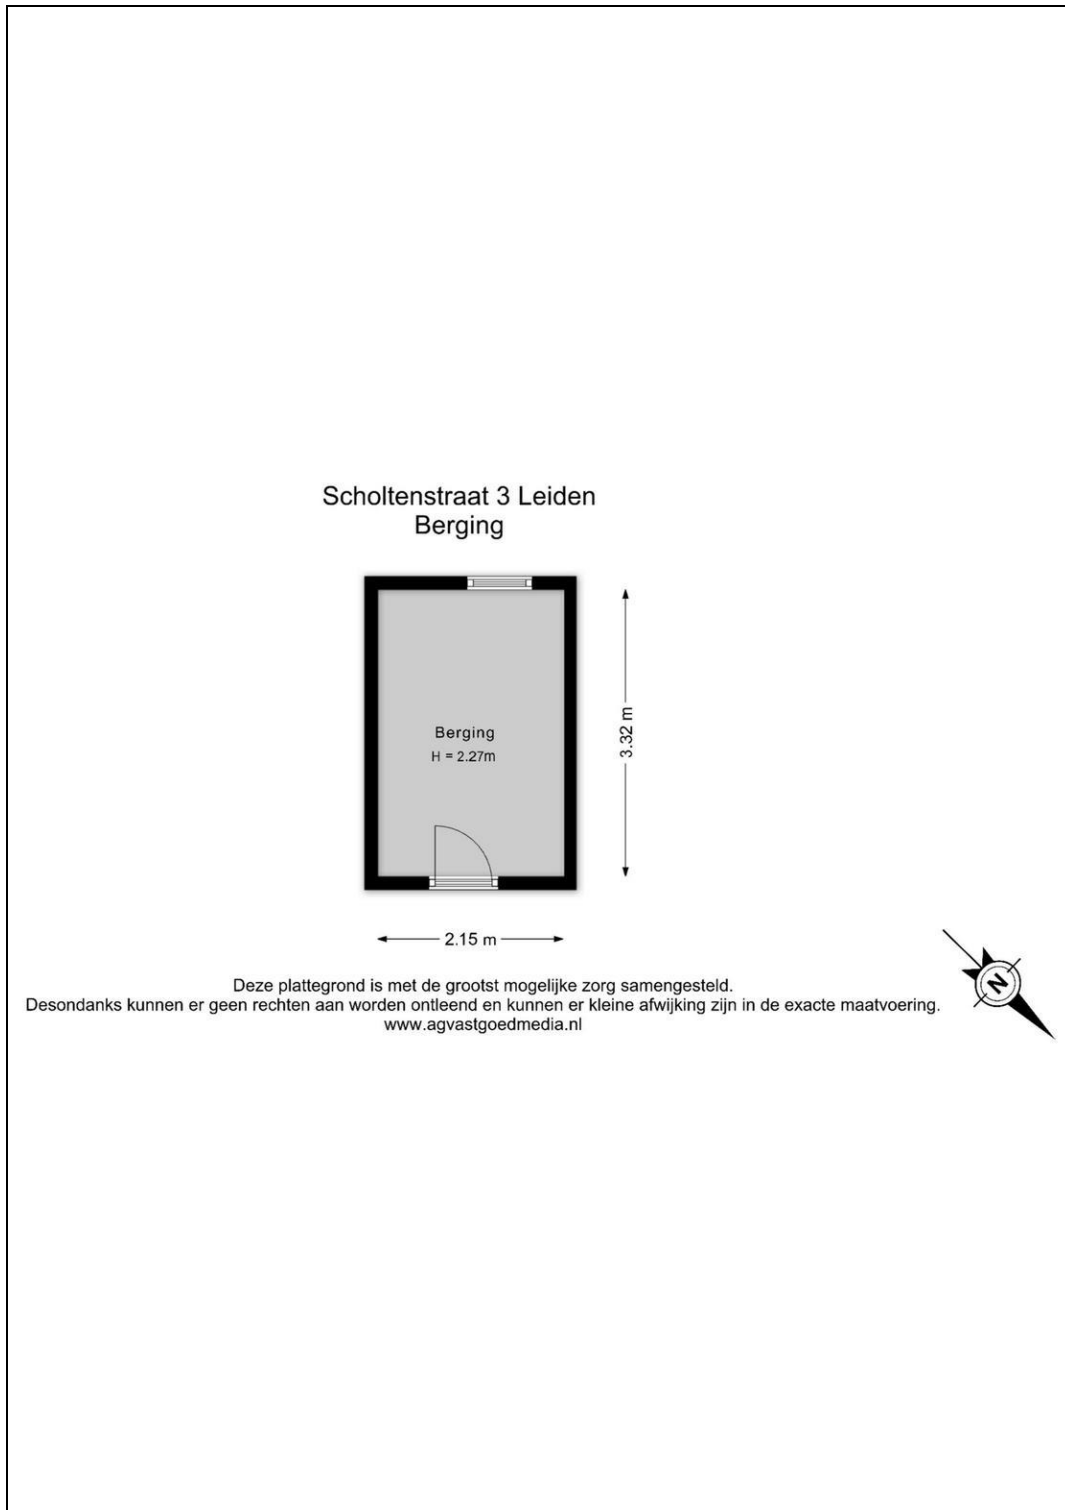 Scholtenstraat 3 Leiden
Berging
Berging
H = 2.27m
3.32 m
2.15 m
Deze plattegrond is met de grootst mogelijke zorg samengesteld.
Desondanks kunnen er geen rechten aan worden ontleend en kunnen er kleine afwijking zijn in de exacte maatvoering.
www.agvastgoedmedia.nl
N